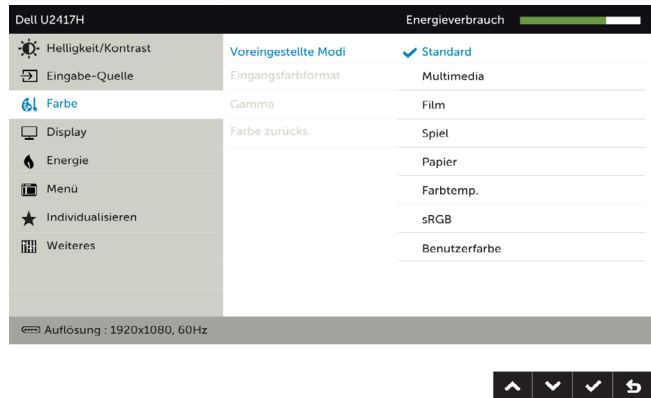 Dell U2417H
Energieverbrauch
Helligkeit/Kontrast
Eingabe-Quelle
Farbe
Display
Energie
Menü
Individualisieren
Weiteres
Voreingestellte Modi
Eingangsfarbformat
Gamma
Farbe zurücks.
Standard
Multimedia
Film
Spiel
Papier
Farbtemp.
sRGB
Benutzerfarbe
Auflösung : 1920x1080, 60Hz